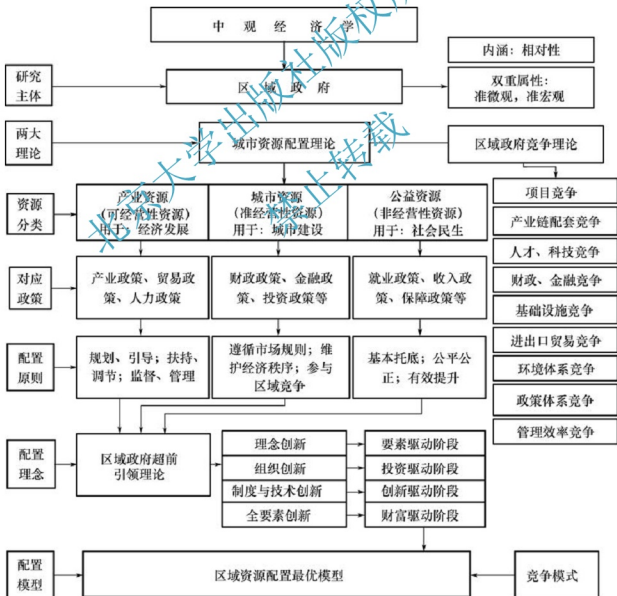 中观经济学
研究
主体
区域政府
内涵：相对性
双重属性：
准微观，准宏观
两大
理论
城市资源配置理论
区域政府竞争理论
资源
分类
产业资源
(可经营性资源)
用于：经济发展
城市资源
(准经营性资源)
用于：城市建设
公益资源
(非经营性资源)
用于：社会民生
对应
政策
产业政策、贸易政
策、人力政策
财政政策、金融政
策、投资政策等
就业政策、收入政
策、保障政策等
配置
原则
规划、引导；扶持、
调节；监督、管理
遵循市场规则；维
护经济秩序；参与
区域竞争
基本托底；公平公
正；有效提升
项目竞争
产业链配套竞争
人才、科技竞争
财政、金融竞争
基础设施竞争
进出口贸易竞争
环境体系竞争
政策体系竞争
管理效率竞争
配置
理念
区域政府超前
引领理论
理念创新
要素驱动阶段
组织创新
投资驱动阶段
制度与技术创新
创新驱动阶段
全要素创新
财富驱动阶段
配置
模型
区域资源配置最优模型
竞争模式
北京大学出版社版权所
禁止转载